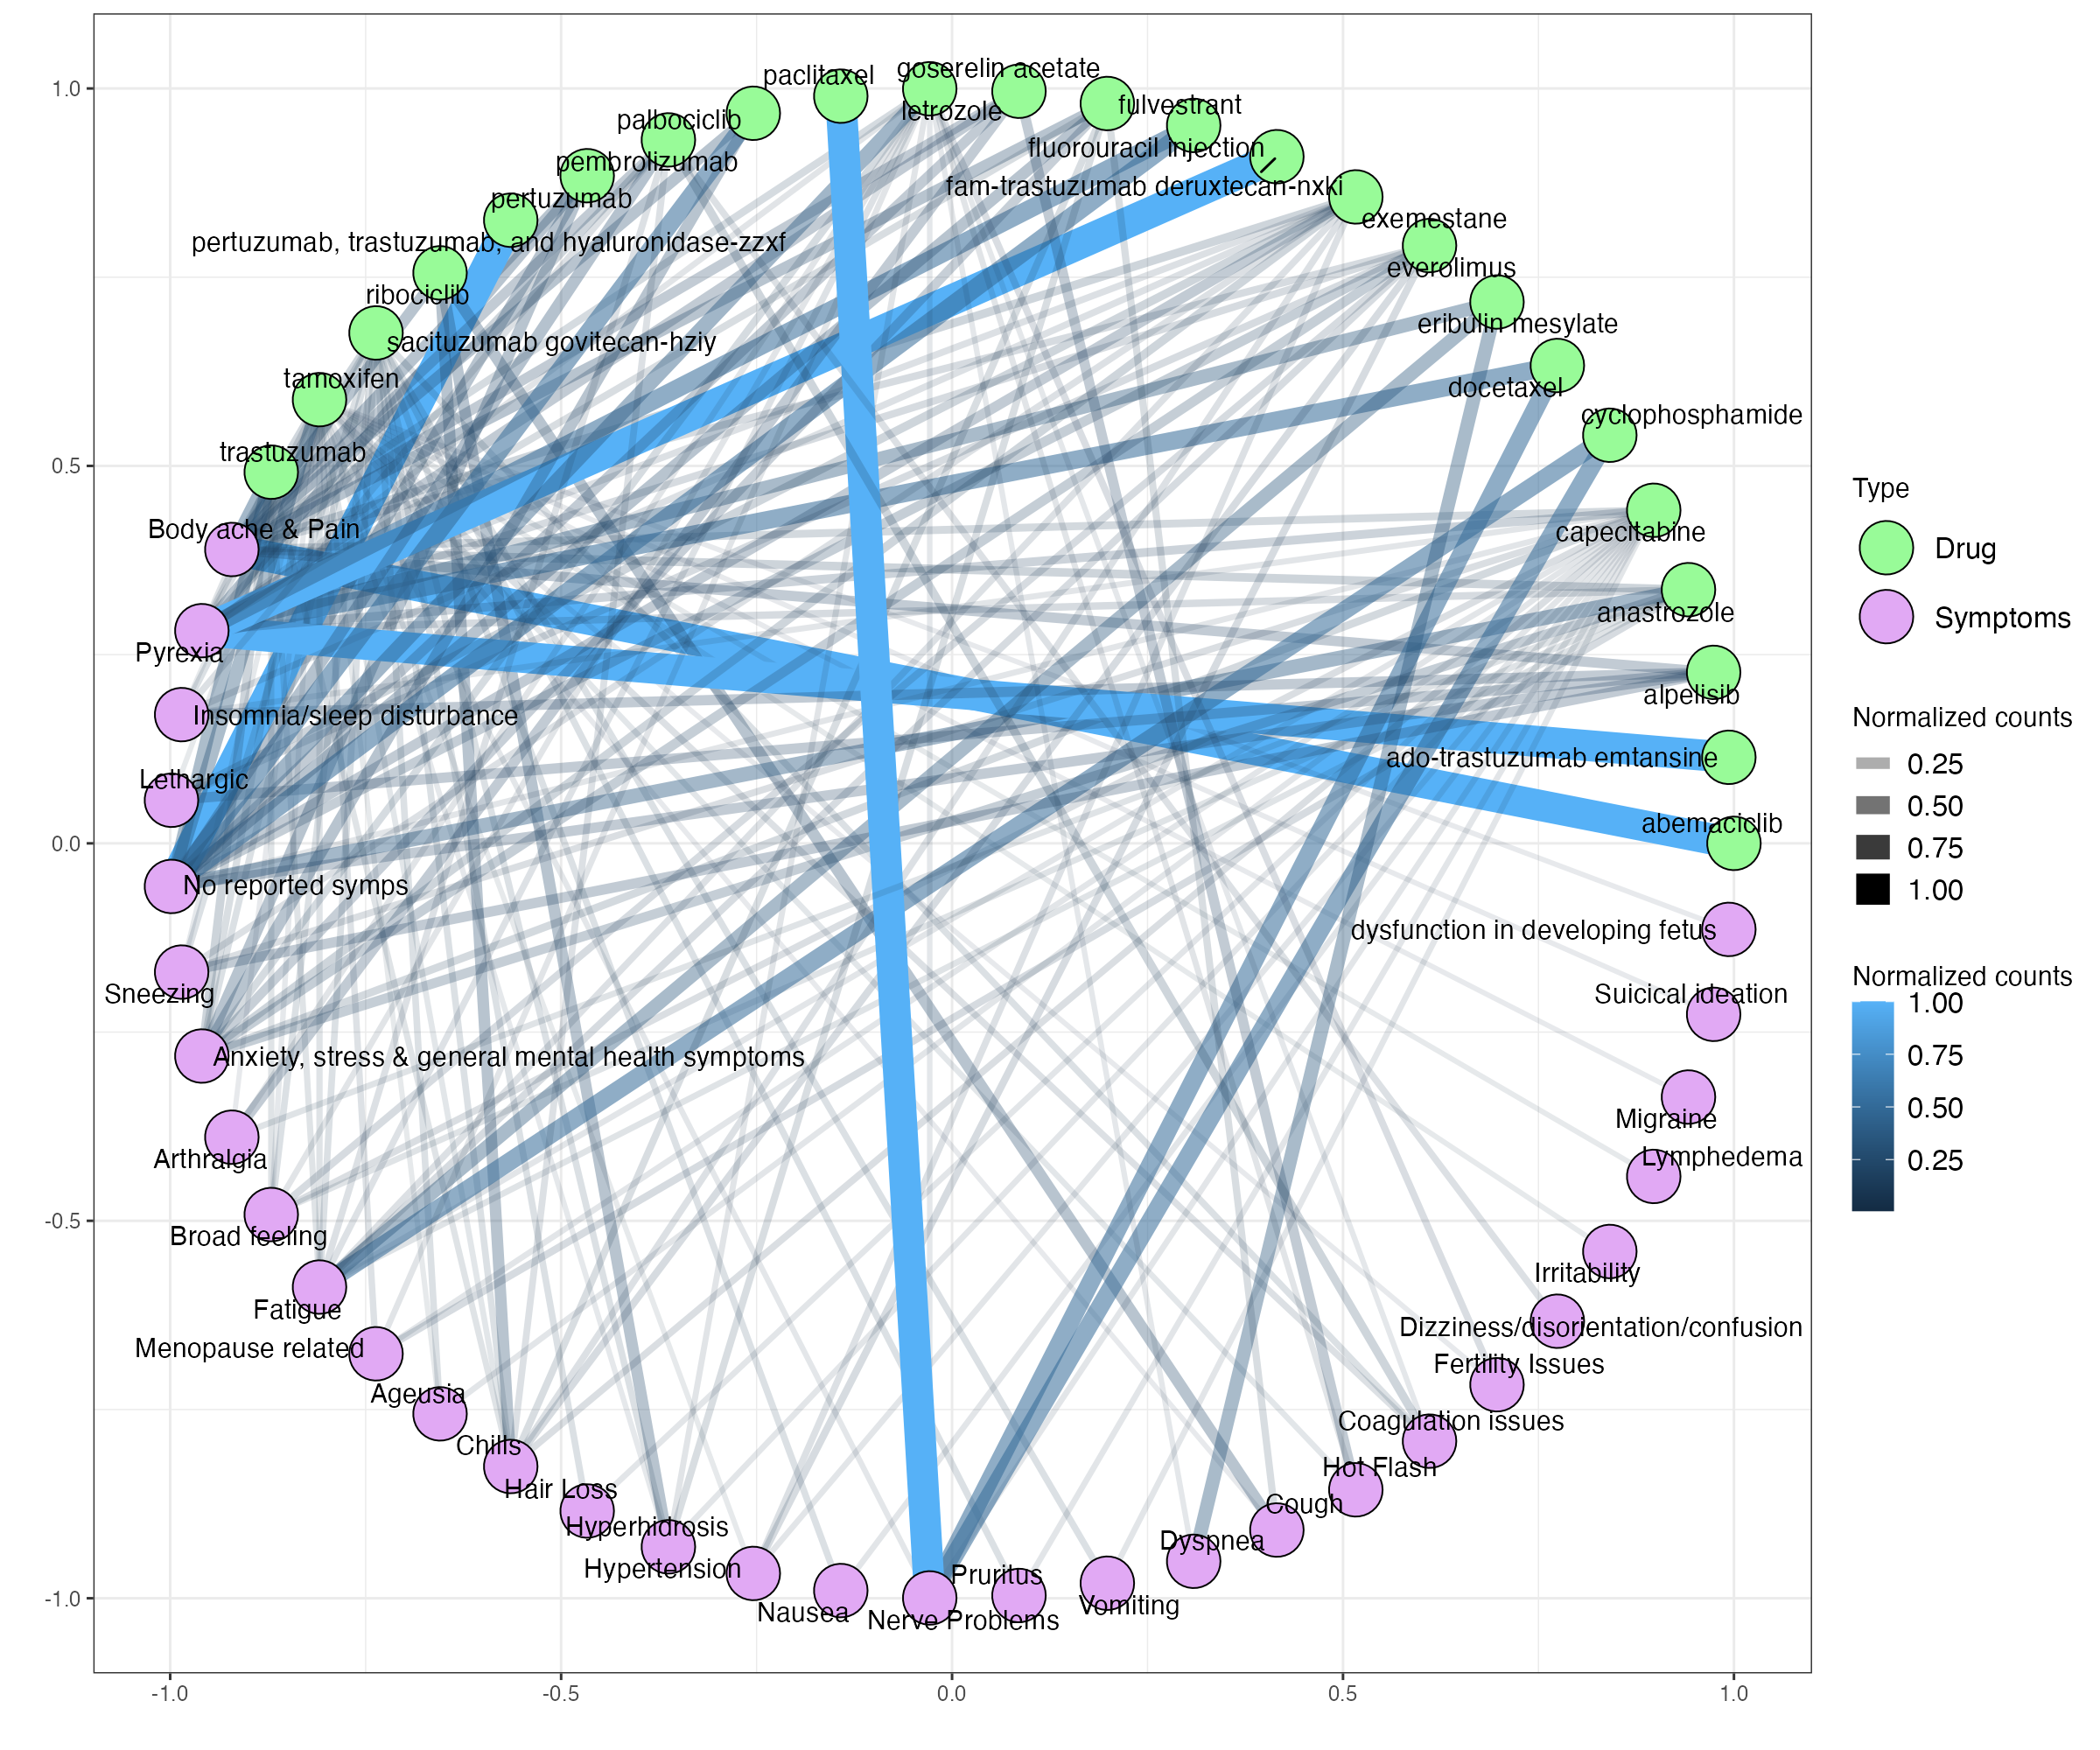 paclitaxel
goserelin acetate
letrozole
fulvestrant
palbociclib
fluorouracil injection
pembrolizumab
fam-trastuzumab deruxtecan-nxki
pertuzumab
exemestane
pertuzumab, trastuzumab, and hyaluronidase-zzxf
everolimus
ribociclib
eribulin mesylate
sacituzumab govitecan-hziy
tamoxifen
docetaxel
cyclophosphamide
trastuzumab
Body ache & Pain
capecitabine
anastrozole
Pyrexia
alpelisib
Insomnia/sleep disturbance
ado-trastuzumab emtansine
Lethargic
abemaciclib
No reported symps
dysfunction in developing fetus
Sneezing
Suicical ideation
Anxiety, stress & general mental health symptoms
Migraine
Arthralgia
Lymphedema
Broad feeling
Irritability
Fatigue
Dizziness/disorientation/confusion
Menopause related
Fertility Issues
Ageusia
Coagulation issues
Chills
Hot Flash
Hair Loss
Cough
Hyperhidrosis
Dyspnea
Hypertension
Pruritus
Nausea
Nerve Problems
Vomiting
1.0
0.5
0.0
-0.5
-1.0
-1.0
-0.5
0.0
0.5
1.0
Type
Drug
Symptoms
Normalized counts
0.25
0.50
0.75
1.00
Normalized counts
1.00
0.75
0.50
0.25